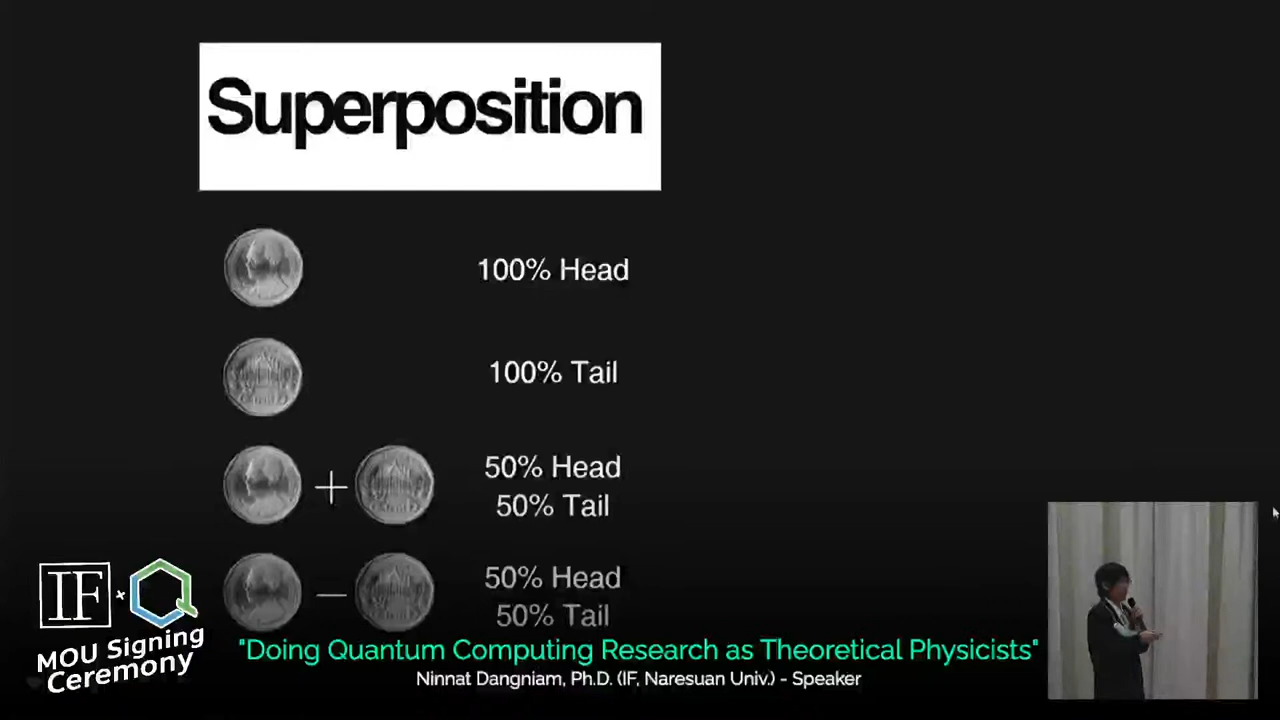 Superposition
100% Head
100% Tail
+
50% Head
50% Tail
−
50% Head
50% Tail
IF × Q
MOU Signing
Ceremony
"Doing Quantum Computing Research as Theoretical Physicists"
Ninnat Dangniam, Ph.D. (IF, Naresuan Univ.) - Speaker